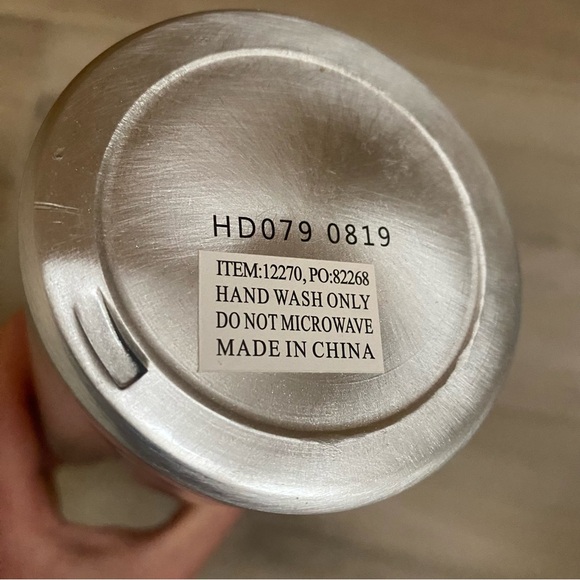 HD079 0819
ITEM:12270, PO:82268
HAND WASH ONLY
DO NOT MICROWAVE
MADE IN CHINA